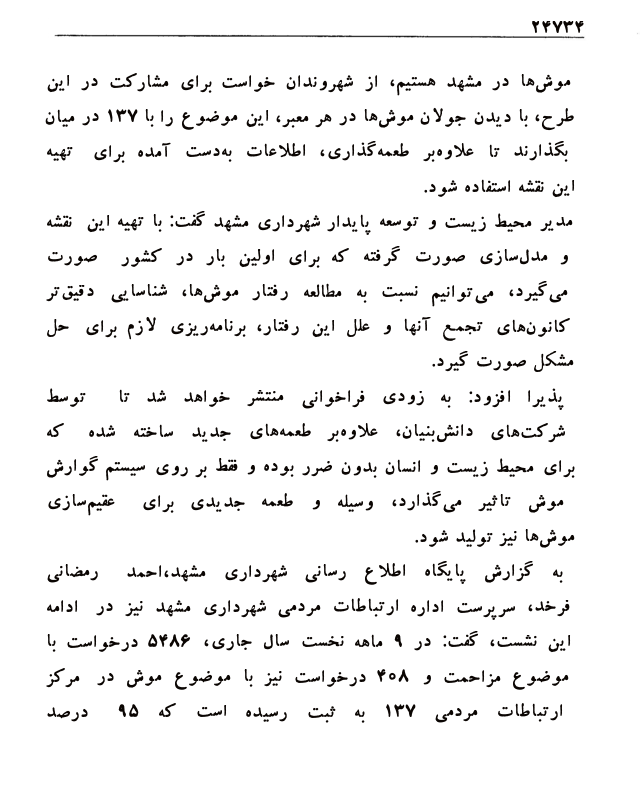 ۲۴۷۳۴
موش‌ها در مشهد هستیم، از شهروندان خواست برای مشارکت در این
طرح، با دیدن جولان موش‌ها در هر معبر، این موضوع را با ۱۳۷ در میان
بگذارند تا علاوه‌بر طعمه‌گذاری، اطلاعات به‌دست آمده برای تهیه
این نقشه استفاده شود.
مدیر محیط زیست و توسعه پایدار شهرداری مشهد گفت: با تهیه این نقشه
و مدل‌سازی صورت گرفته که برای اولین بار در کشور صورت
می‌گیرد، می‌توانیم نسبت به مطالعه رفتار موش‌ها، شناسایی دقیق‌تر
کانون‌های تجمع آنها و علل این رفتار، برنامه‌ریزی لازم برای حل
مشکل صورت گیرد.
پذیرا افزود: به زودی فراخوانی منتشر خواهد شد تا توسط
شرکت‌های دانش‌بنیان، علاوه‌بر طعمه‌های جدید ساخته شده که
برای محیط زیست و انسان بدون ضرر بوده و فقط بر روی سیستم گوارش
موش تاثیر می‌گذارد، وسیله و طعمه جدیدی برای عقیم‌سازی
موش‌ها نیز تولید شود.
به گزارش پایگاه اطلاع رسانی شهرداری مشهد،احمد رمضانی
فرخد، سرپرست اداره ارتباطات مردمی شهرداری مشهد نیز در ادامه
این نشست، گفت: در ۹ ماهه نخست سال جاری، ۵۴۸۶ درخواست با
موضوع مزاحمت و ۴۰۸ درخواست نیز با موضوع موش در مرکز
ارتباطات مردمی ۱۳۷ به ثبت رسیده است که ۹۵ درصد